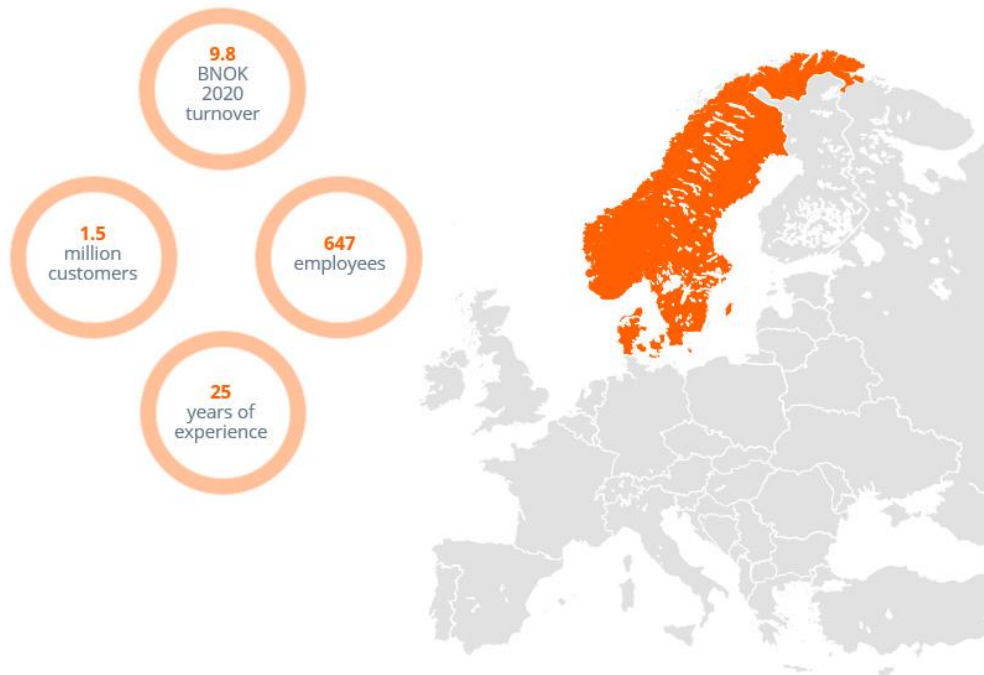 9.8
BNOK
2020
turnover
1.5
million
customers
647
employees
25
years of
experience